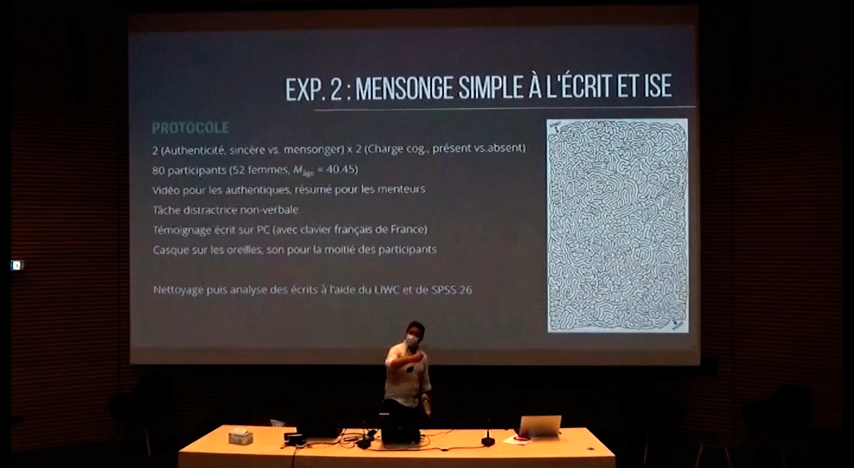 EXP. 2 : MENSONGE SIMPLE À L'ÉCRIT ET ISE
PROTOCOLE
2 (Authenticité, sincère vs. mensonger) x 2 (Charge cog., présent vs.absent)
80 participants (52 femmes, Mâge = 40.45)
Vidéo pour les authentiques, résumé pour les menteurs
Tâche distractrice non-verbale
Témoignage écrit sur PC (avec clavier français de France)
Casque sur les oreilles, son pour la moitié des participants
Nettoyage puis analyse des écrits à l'aide du LIWC et de SPSS 26